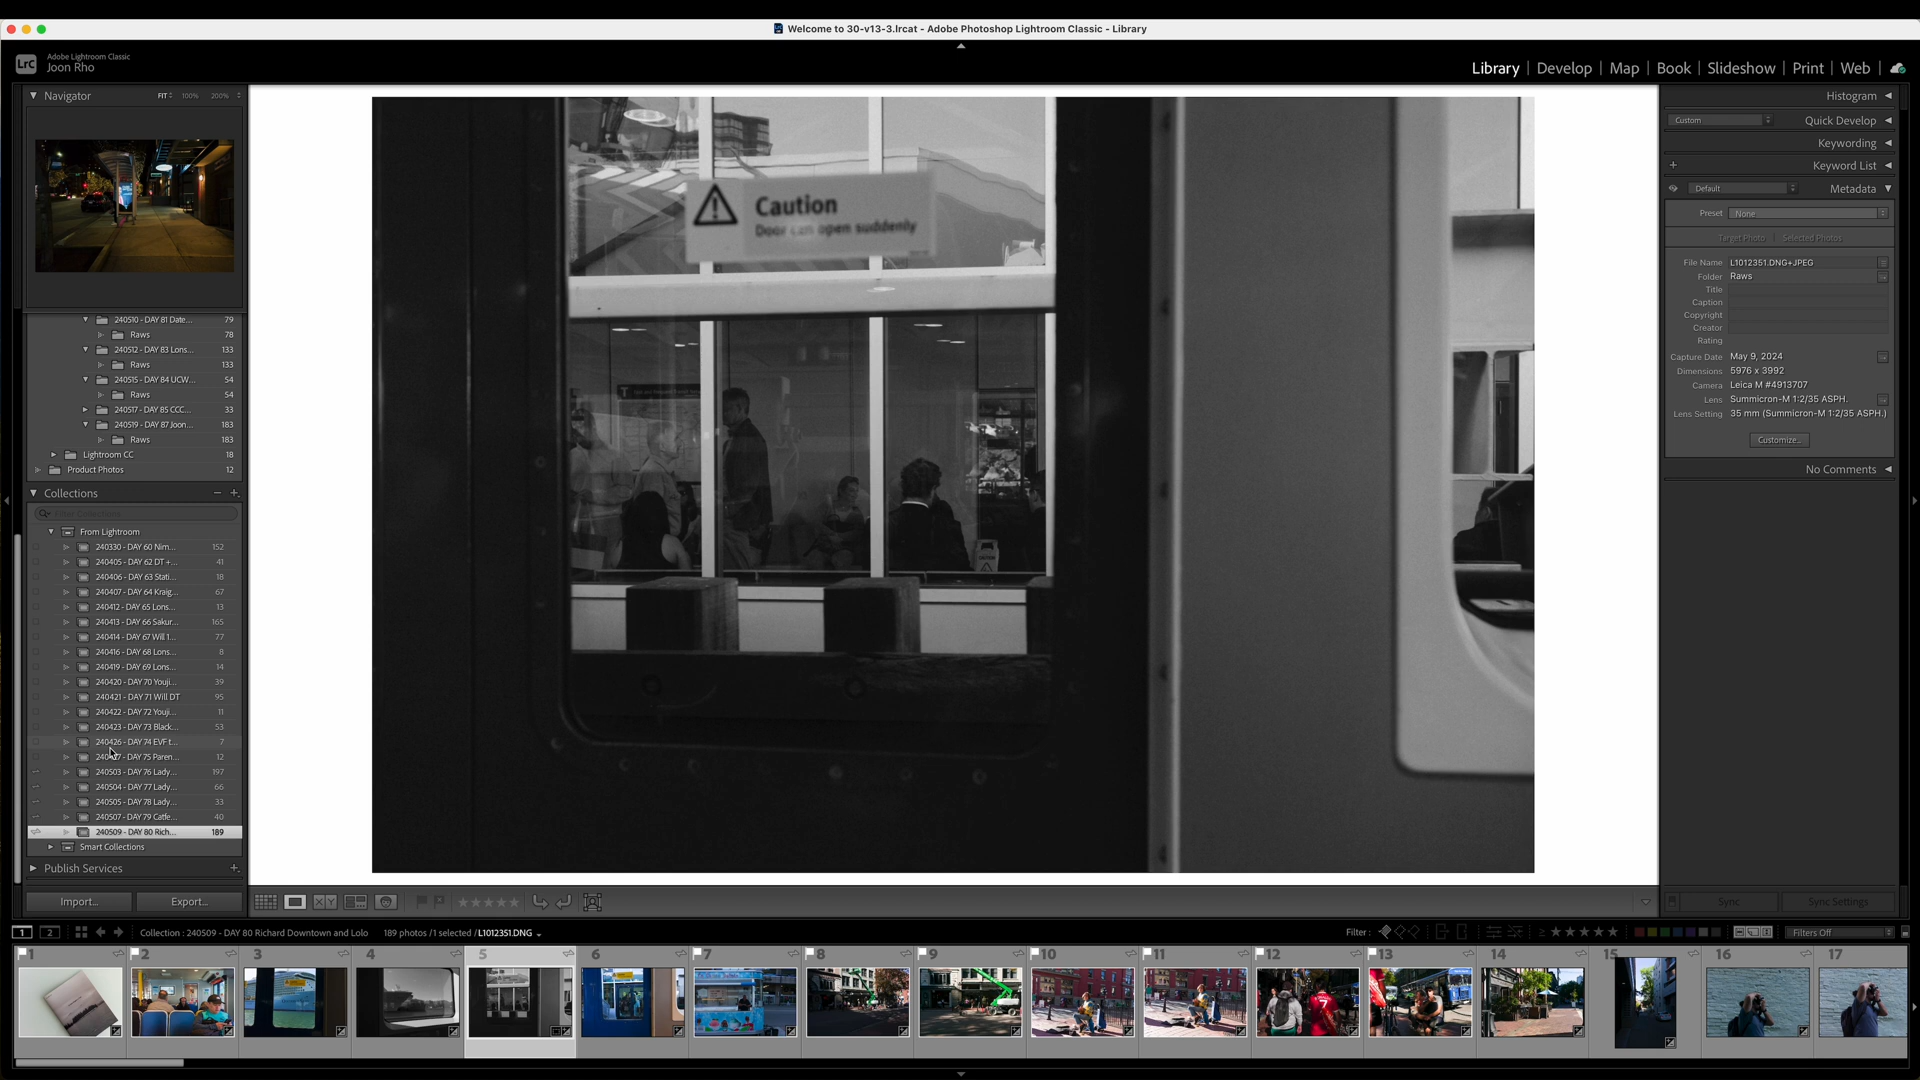 Welcome to 30-v13-3.lrcat - Adobe Photoshop Lightroom Classic - Library
LrC
Adobe Lightroom Classic
Joon Rho
Library | Develop | Map | Book | Slideshow | Print | Web
Navigator FIT 100% 200%
240510 - DAY 81 Date... 79
Raws 78
240512 - DAY 83 Lons... 133
Raws 133
240515 - DAY 84 UCW... 54
Raws 54
240517 - DAY 85 CCC... 33
240519 - DAY 87 Joon... 183
Raws 183
Lightroom CC 18
Product Photos 12
Collections
Filter Collections
From Lightroom
240330 - DAY 60 Nim... 152
240405 - DAY 62 DT +... 41
240406 - DAY 63 Stati... 18
240407 - DAY 64 Kraig... 67
240412 - DAY 65 Lons... 13
240413 - DAY 66 Sakur... 165
240414 - DAY 67 Will 1... 77
240416 - DAY 68 Lons... 8
240419 - DAY 69 Lons... 14
240420 - DAY 70 Youji... 39
240421 - DAY 71 Will DT 95
240422 - DAY 72 Youji... 11
240423 - DAY 73 Black... 53
240426 - DAY 74 EVF t... 7
DAY 75 Paren... 12
240503 - DAY 76 Lady... 197
240504 - DAY 77 Lady... 66
240505 - DAY 78 Lady... 33
240507 - DAY 79 Catfe... 40
240509 - DAY 80 Rich... 189
Smart Collections
Publish Services
Import... Export...
Caution
Door can open suddenly
CAUTION
Histogram
Custom Quick Develop
Keywording
Keyword List
Default Metadata
Preset None
Target Photo Selected Photos
File Name L1012351.DNG+JPEG
Folder Raws
Title
Caption
Copyright
Creator
Rating
Capture Date May 9, 2024
Dimensions 5976 x 3992
Camera Leica M #4913707
Lens Summicron-M 1:2/35 ASPH.
Lens Setting 35 mm (Summicron-M 1:2/35 ASPH.)
Customize...
No Comments
XY
Sync Sync Settings
1 2 Collection : 240509 - DAY 80 Richard Downtown and Lolo 189 photos / 1 selected / L1012351.DNG Filter : Filters Off
1 2 3 4 5 6 7 8 9 10 11 12 13 14 15 16 17